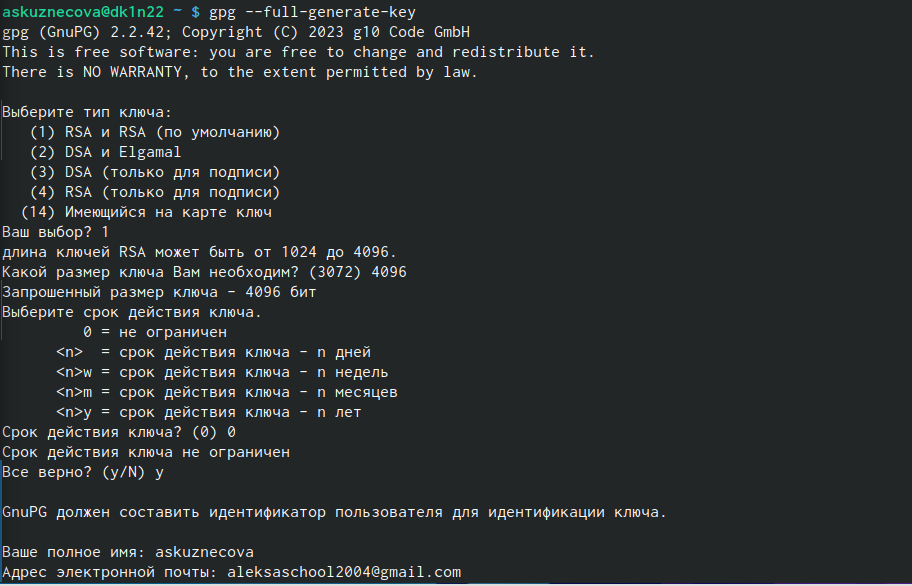 askuznecova@dk1n22 ~ $ gpg --full-generate-key
gpg (GnuPG) 2.2.42; Copyright (C) 2023 g10 Code GmbH
This is free software: you are free to change and redistribute it.
There is NO WARRANTY, to the extent permitted by law.

Выберите тип ключа:
   (1) RSA и RSA (по умолчанию)
   (2) DSA и Elgamal
   (3) DSA (только для подписи)
   (4) RSA (только для подписи)
  (14) Имеющийся на карте ключ
Ваш выбор? 1
длина ключей RSA может быть от 1024 до 4096.
Какой размер ключа Вам необходим? (3072) 4096
Запрошенный размер ключа - 4096 бит
Выберите срок действия ключа.
         0 = не ограничен
      <n>  = срок действия ключа - n дней
      <n>w = срок действия ключа - n недель
      <n>m = срок действия ключа - n месяцев
      <n>y = срок действия ключа - n лет
Срок действия ключа? (0) 0
Срок действия ключа не ограничен
Все верно? (y/N) y

GnuPG должен составить идентификатор пользователя для идентификации ключа.

Ваше полное имя: askuznecova
Адрес электронной почты: aleksaschool2004@gmail.com